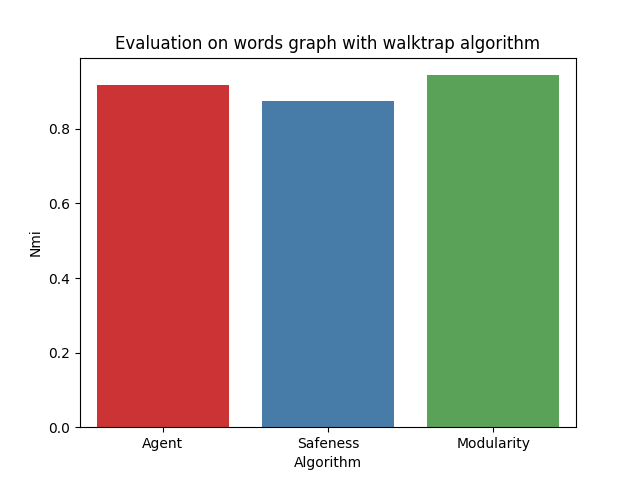 Evaluation on words graph with walktrap algorithm
Nmi
0.8
0.6
0.4
0.2
0.0
Agent Safeness Modularity
Algorithm